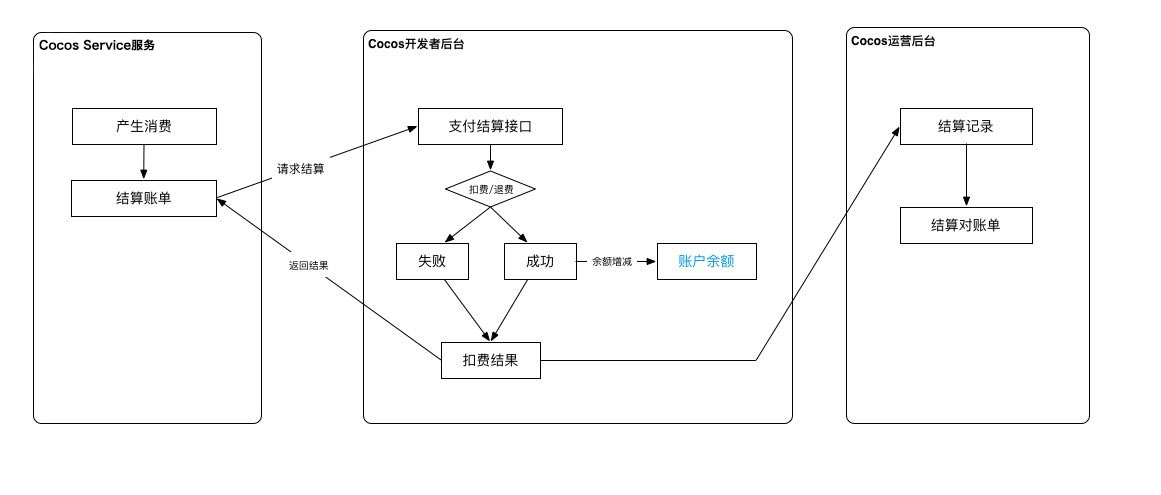 Cocos Service服务
产生消费
结算账单
请求结算
返回结果
Cocos开发者后台
支付结算接口
扣费/退费
失败
成功
余额增减
账户余额
扣费结果
Cocos运营后台
结算记录
结算对账单